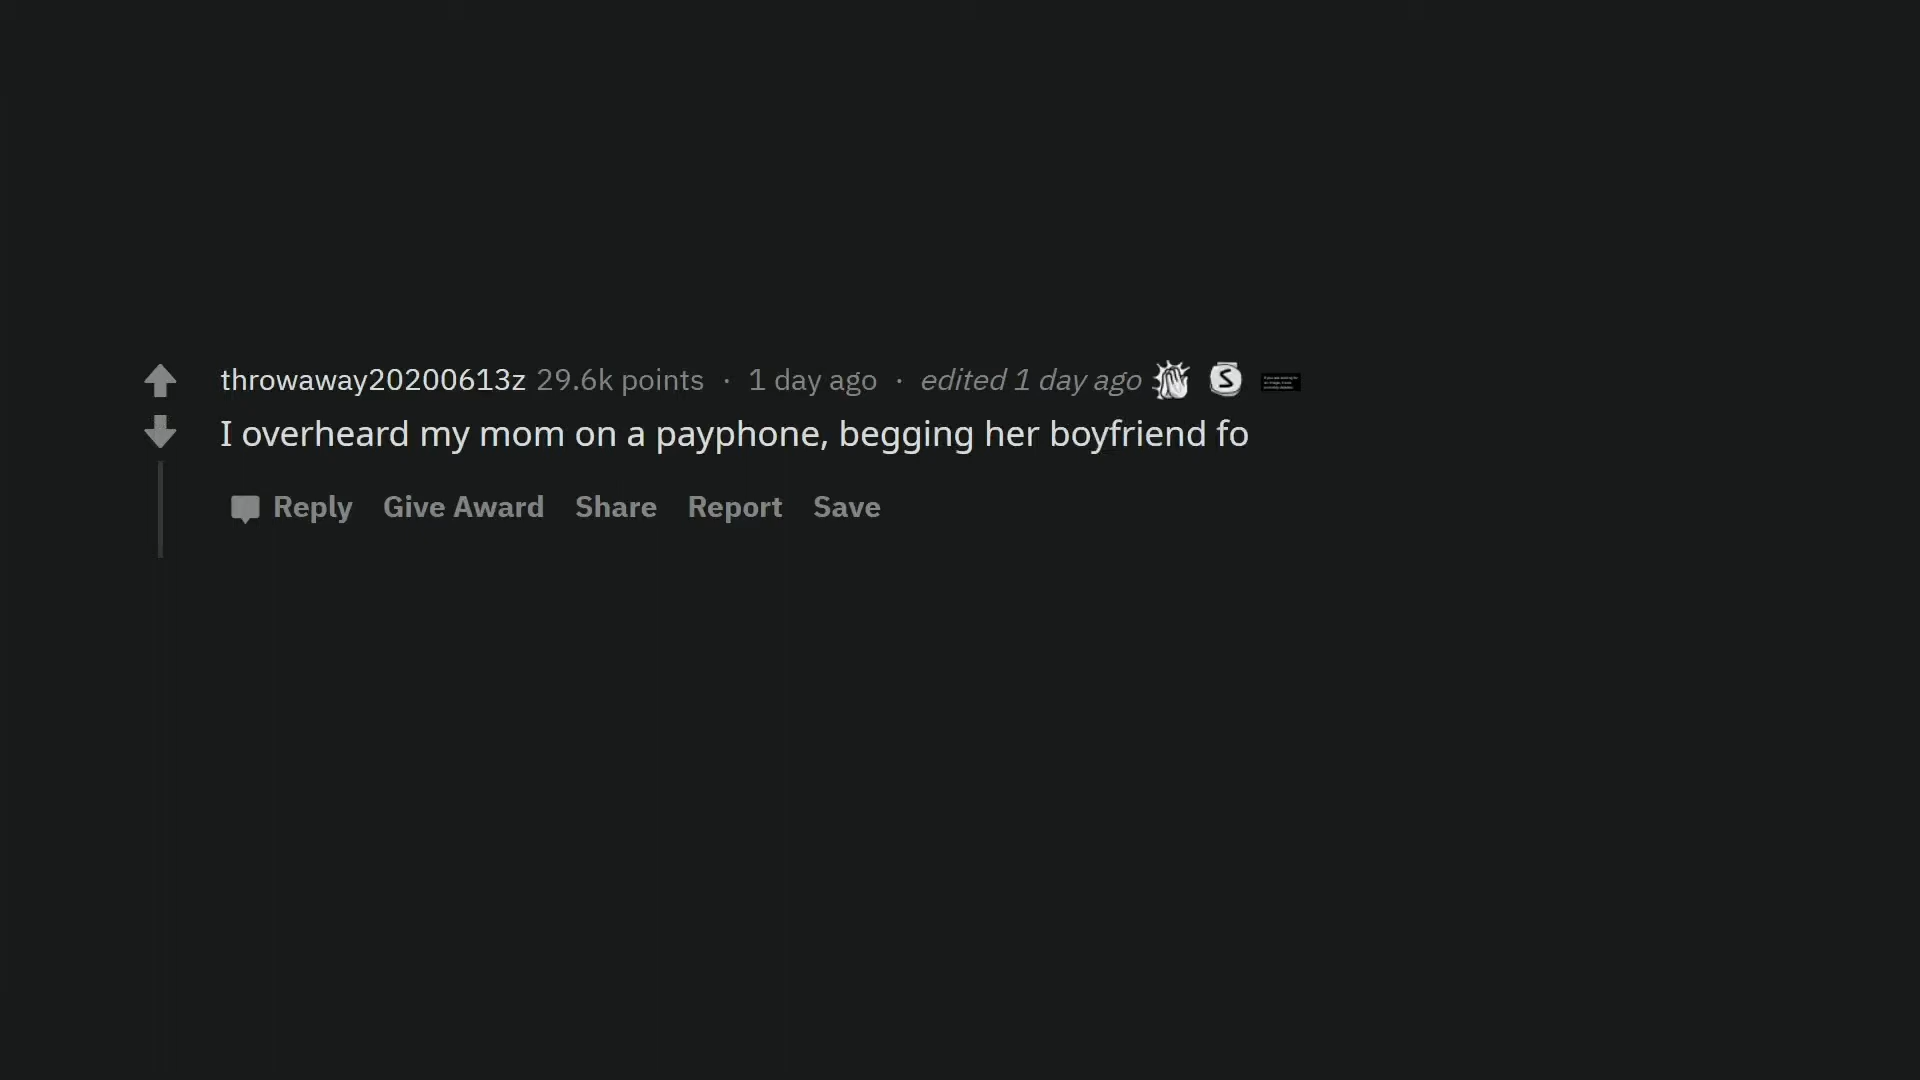 throwaway20200613z 29.6k points · 1 day ago · edited 1 day ago
I overheard my mom on a payphone, begging her boyfriend fo
Reply Give Award Share Report Save